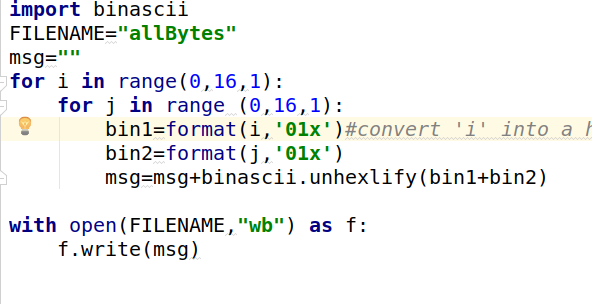 import binascii
FILENAME="allBytes"
msg=""
for i in range(0,16,1):
    for j in range (0,16,1):
        bin1=format(i,'01x')#convert 'i' into a h
        bin2=format(j,'01x')
        msg=msg+binascii.unhexlify(bin1+bin2)

with open(FILENAME,"wb") as f:
    f.write(msg)